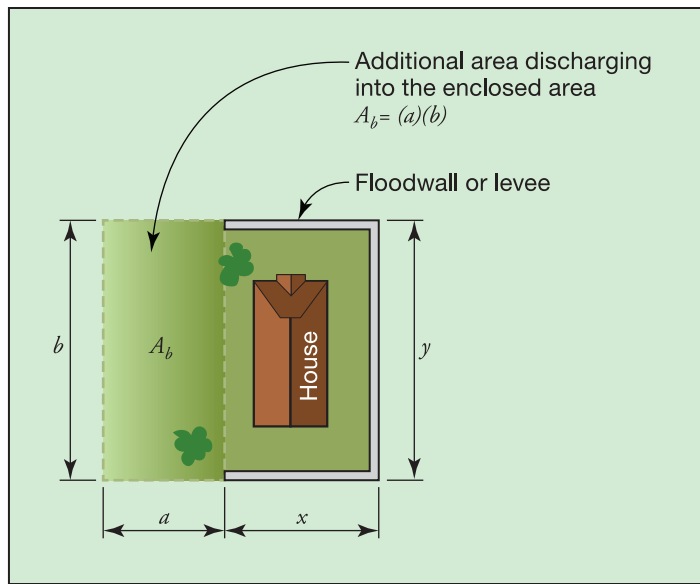 Additional area discharging
into the enclosed area
A_b= (a)(b)
Floodwall or levee
b
A_b
House
y
a
x